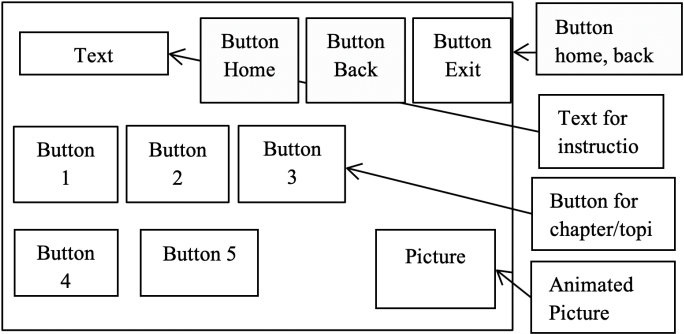 Text
Button
Home
Button
Back
Button
Exit
Button
home, back
Text for
instructio
Button
1
Button
2
Button
3
Button for
chapter/topi
Button
4
Button 5
Picture
Animated
Picture